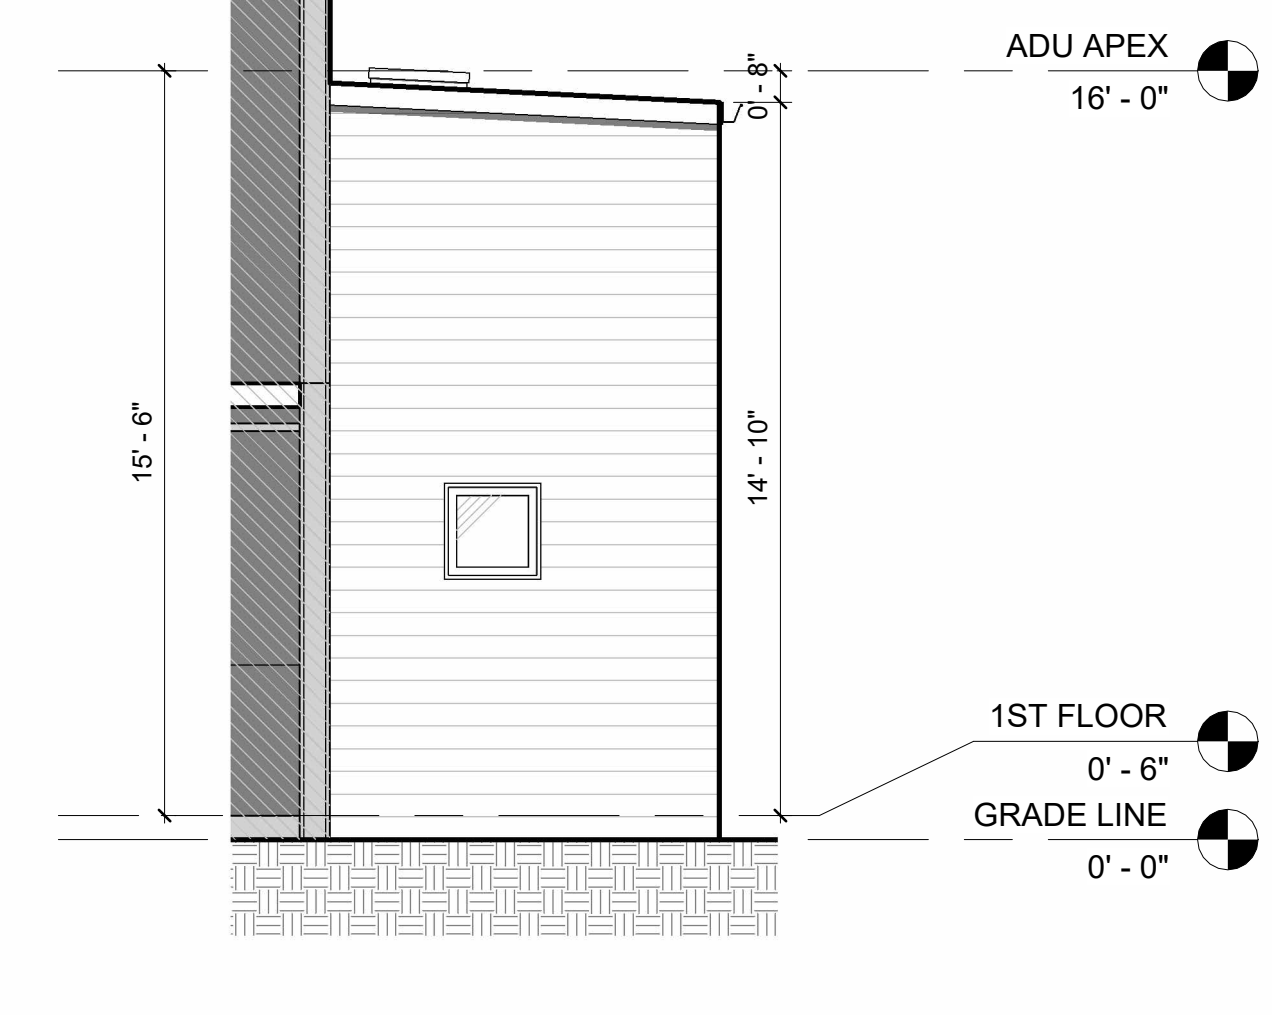 ADU APEX
16' - 0"
0' - 8"
15' - 6"
14' - 10"
1ST FLOOR
0' - 6"
GRADE LINE
0' - 0"